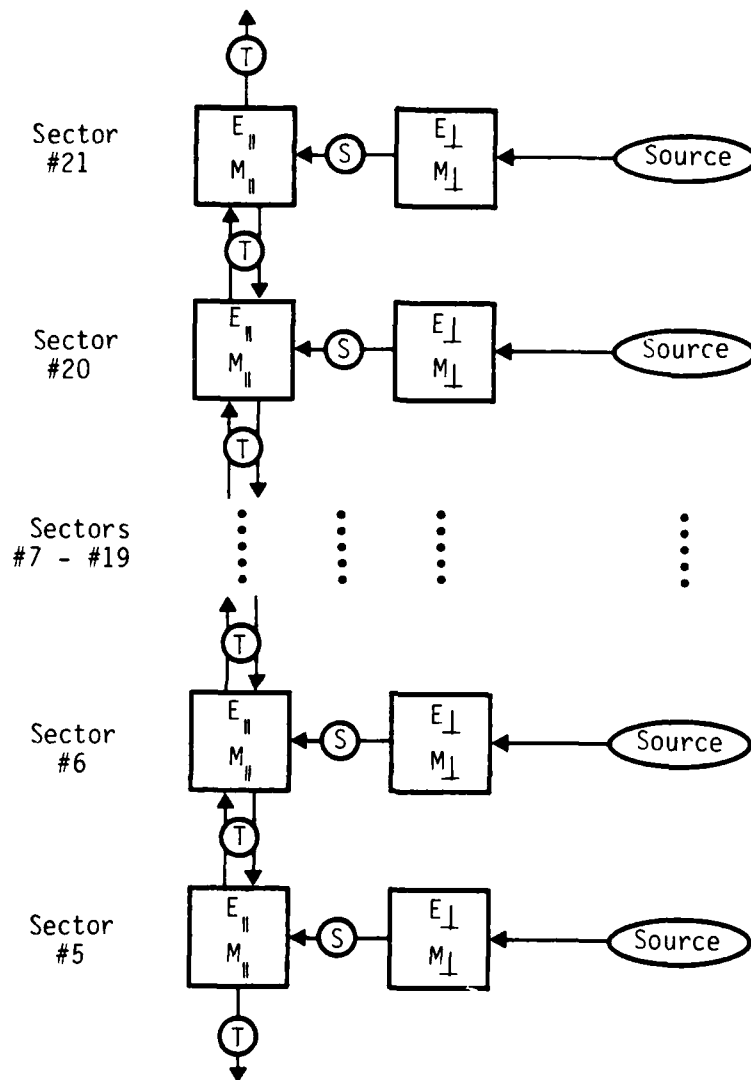 T
Sector
#21
E∥
M∥
S
E⊥
M⊥
Source
T
Sector
#20
E∥
M∥
S
E⊥
M⊥
Source
T
Sectors
#7 - #19
T
Sector
#6
E∥
M∥
S
E⊥
M⊥
Source
T
Sector
#5
E∥
M∥
S
E⊥
M⊥
Source
T